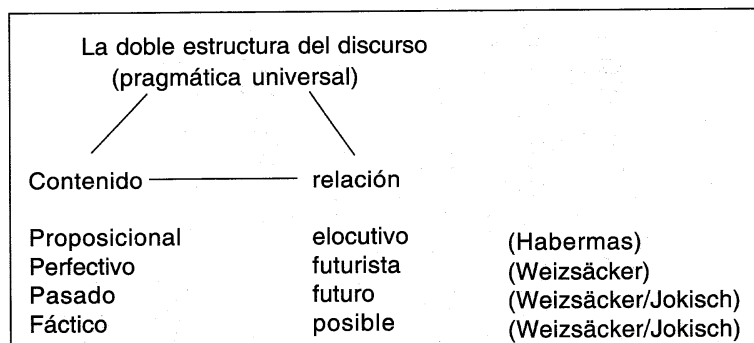 La doble estructura del discurso
(pragmática universal)
Contenido relación
Proposicional elocutivo (Habermas)
Perfectivo futurista (Weizsäcker)
Pasado futuro (Weizsäcker/Jokisch)
Fáctico posible (Weizsäcker/Jokisch)